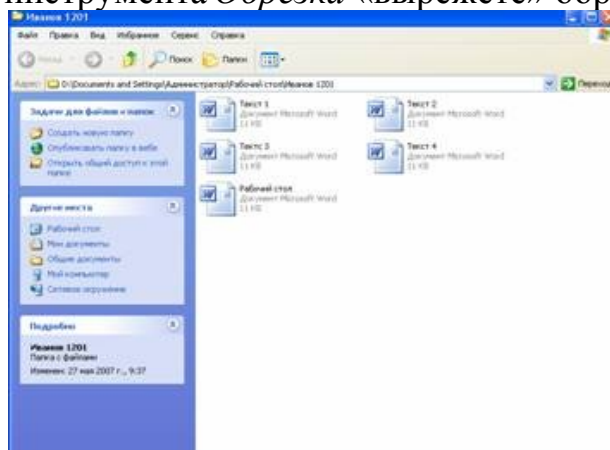 инструмента Обрезка «вырежете» обр
Иванов 1201
Файл Правка Вид Избранное Сервис Справка
Назад Поиск Папки
Адрес: D:\Documents and Settings\Администратор\Рабочий стол\Иванов 1201 Переход
Задачи для файлов и папок
Создать новую папку
Опубликовать папку в вебе
Открыть общий доступ к этой
папке
Другие места
Рабочий стол
Мои документы
Общие документы
Мой компьютер
Сетевое окружение
Подробно
Иванов 1201
Папка с файлами
Изменен: 27 мая 2007 г., 9:37
Текст 1
Документ Microsoft Word
11 КБ
Текст 2
Документ Microsoft Word
11 КБ
Текст 3
Документ Microsoft Word
11 КБ
Текст 4
Документ Microsoft Word
11 КБ
Рабочий стол
Документ Microsoft Word
11 КБ